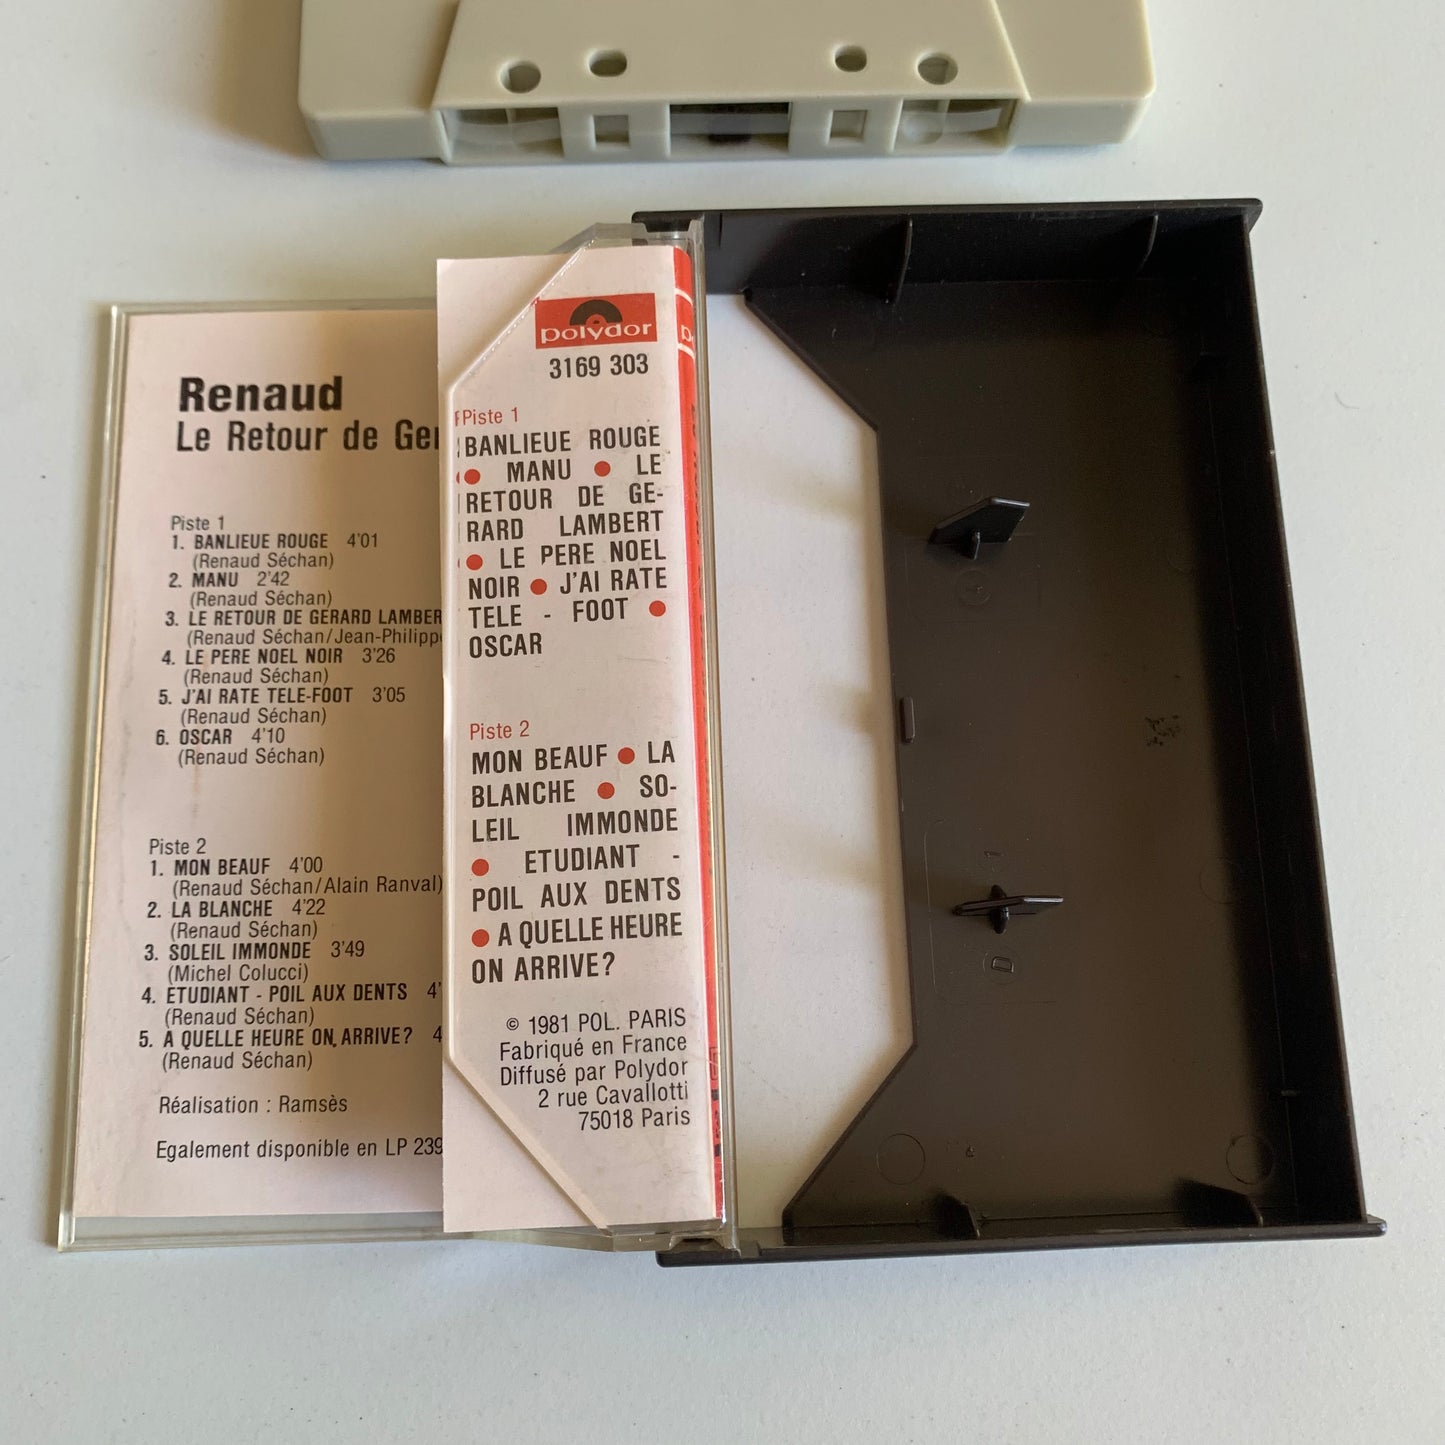 Renaud
Le Retour de Ger
Piste 1
1. BANLIEUE ROUGE 4'01
(Renaud Séchan)
2. MANU 2'42
(Renaud Séchan)
3. LE RETOUR DE GERARD LAMBER
(Renaud Séchan/Jean-Philippe
4. LE PERE NOEL NOIR 3'26
(Renaud Séchan)
5. J'AI RATE TELE-FOOT 3'05
(Renaud Séchan)
6. OSCAR 4'10
(Renaud Séchan)
Piste 2
1. MON BEAUF 4'00
(Renaud Séchan/Alain Ranval)
2. LA BLANCHE 4'22
(Renaud Séchan)
3. SOLEIL IMMONDE 3'49
(Michel Colucci)
4. ETUDIANT - POIL AUX DENTS 4'
(Renaud Séchan)
5. A QUELLE HEURE ON ARRIVE? 4
(Renaud Séchan)
Réalisation : Ramsès
Egalement disponible en LP 239
polydor
3169 303
Piste 1
BANLIEUE ROUGE
● MANU ● LE
RETOUR DE GE-
RARD LAMBERT
● LE PERE NOEL
NOIR ● J'AI RATE
TELE - FOOT ●
OSCAR
Piste 2
MON BEAUF ● LA
BLANCHE ● SO-
LEIL IMMONDE
● ETUDIANT -
POIL AUX DENTS
● A QUELLE HEURE
ON ARRIVE?
© 1981 POL. PARIS
Fabriqué en France
Diffusé par Polydor
2 rue Cavallotti
75018 Paris